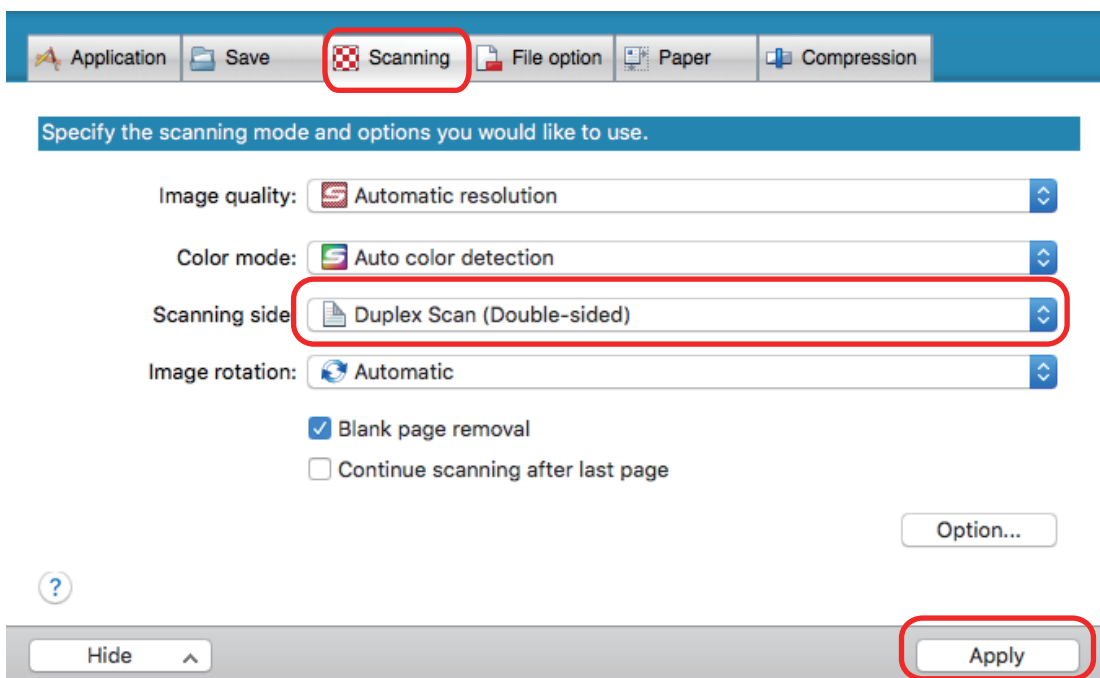 Application Save Scanning File option Paper Compression
Specify the scanning mode and options you would like to use.
Image quality: Automatic resolution
Color mode: Auto color detection
Scanning side Duplex Scan (Double-sided)
Image rotation: Automatic
Blank page removal
Continue scanning after last page
Option...
?
Hide Apply